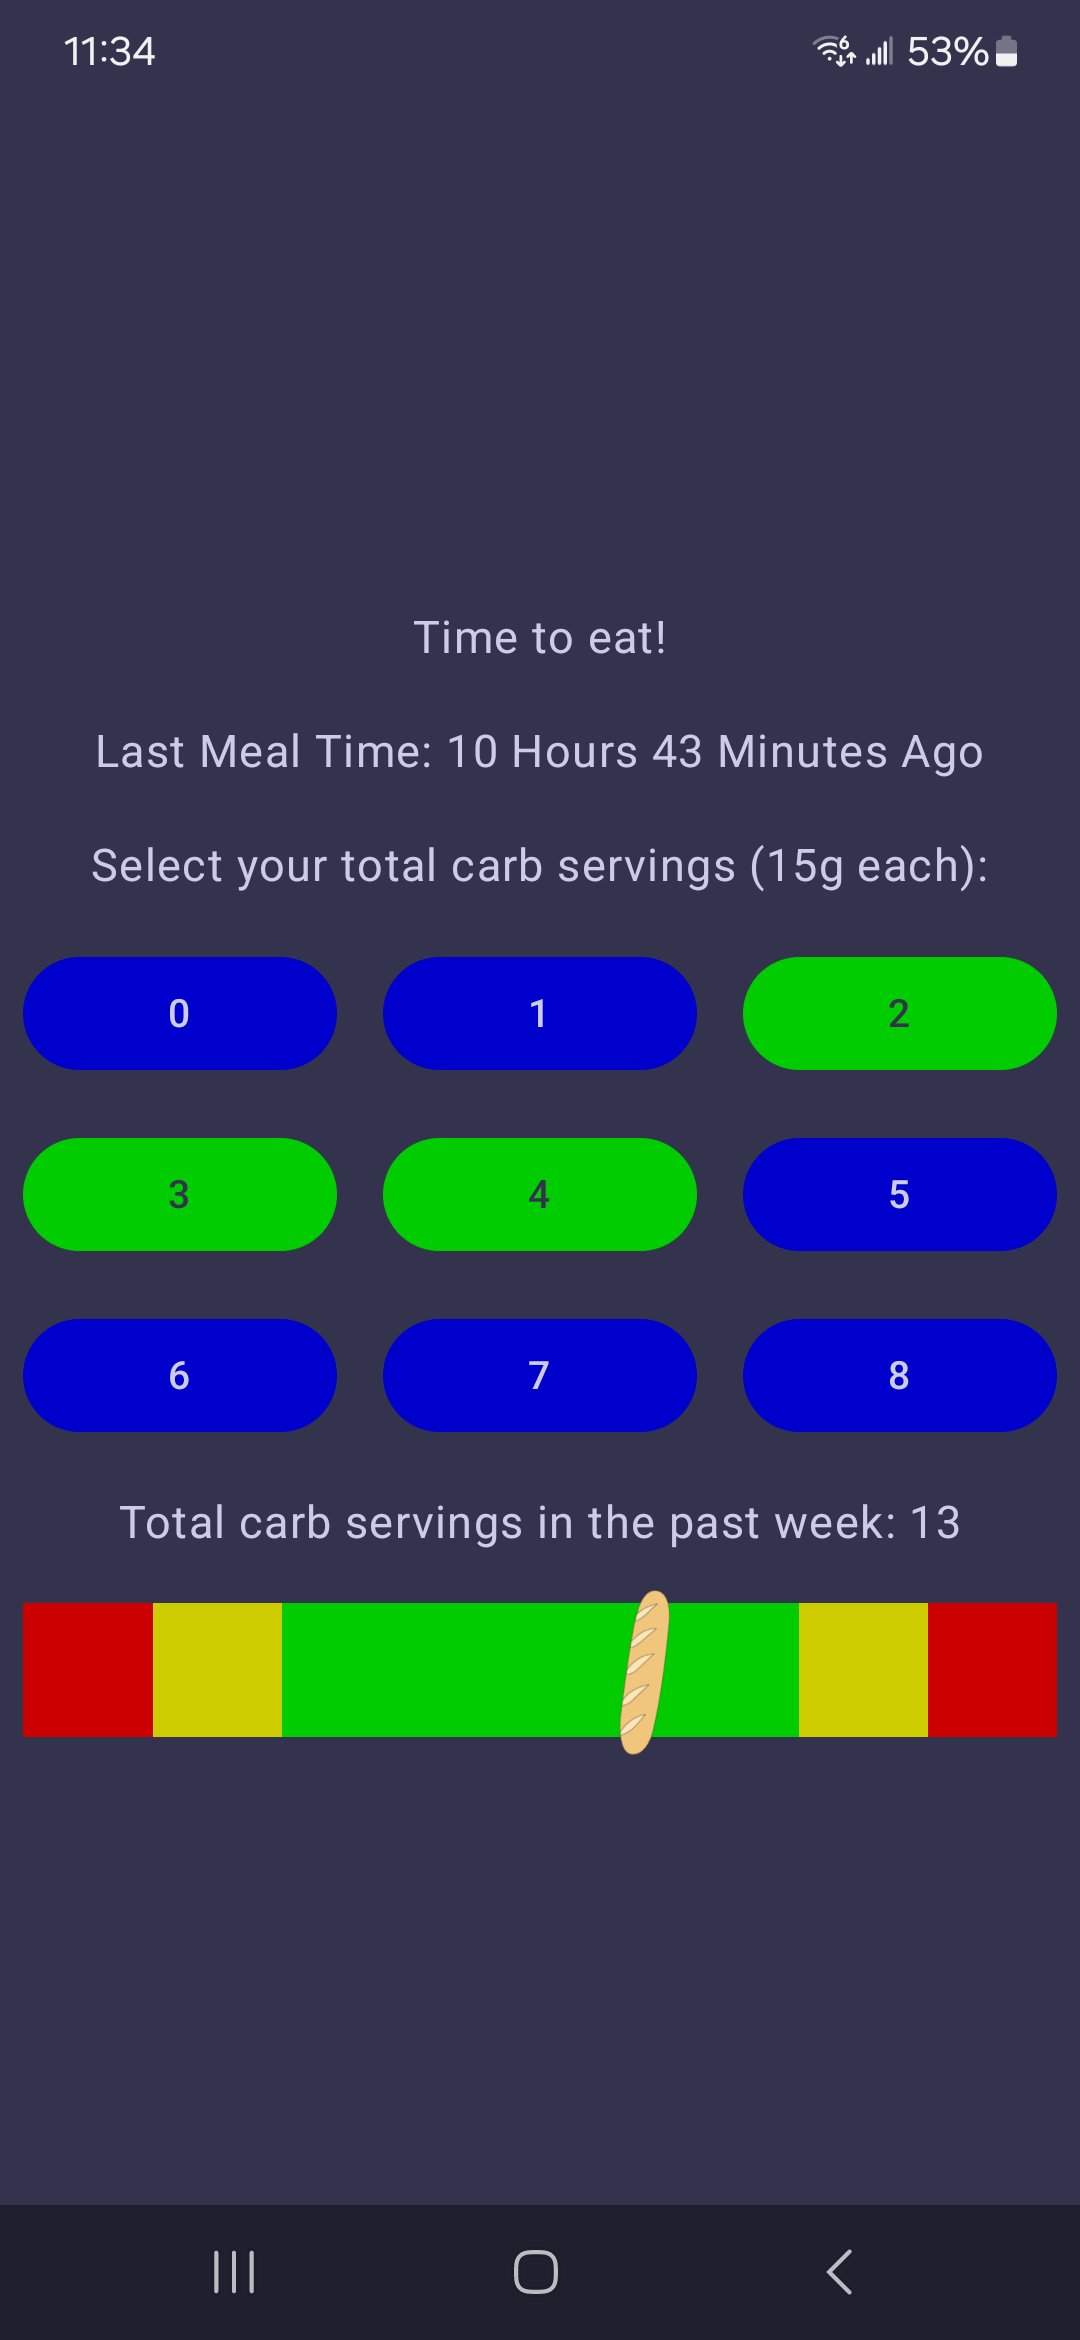 11:34 6 53%
Time to eat!
Last Meal Time: 10 Hours 43 Minutes Ago
Select your total carb servings (15g each):
0 1 2
3 4 5
6 7 8
Total carb servings in the past week: 13